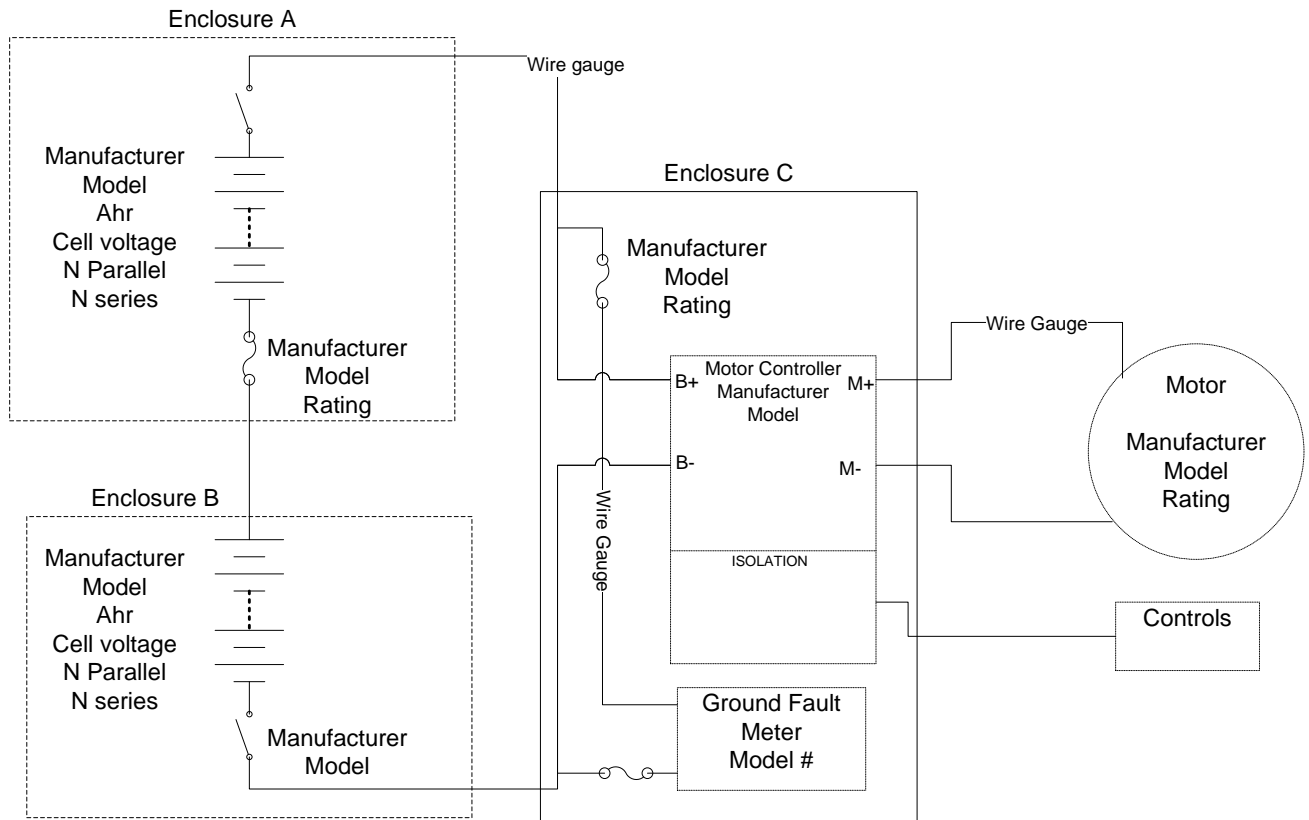 Enclosure A
Wire gauge
Manufacturer
Model
Ahr
Cell voltage
N Parallel
N series
Manufacturer
Model
Rating
Enclosure B
Manufacturer
Model
Ahr
Cell voltage
N Parallel
N series
Manufacturer
Model
Enclosure C
Manufacturer
Model
Rating
Wire Gauge
B+
B-
Motor Controller
Manufacturer
Model
M+
M-
ISOLATION
Ground Fault
Meter
Model #
Wire Gauge
Motor
Manufacturer
Model
Rating
Controls